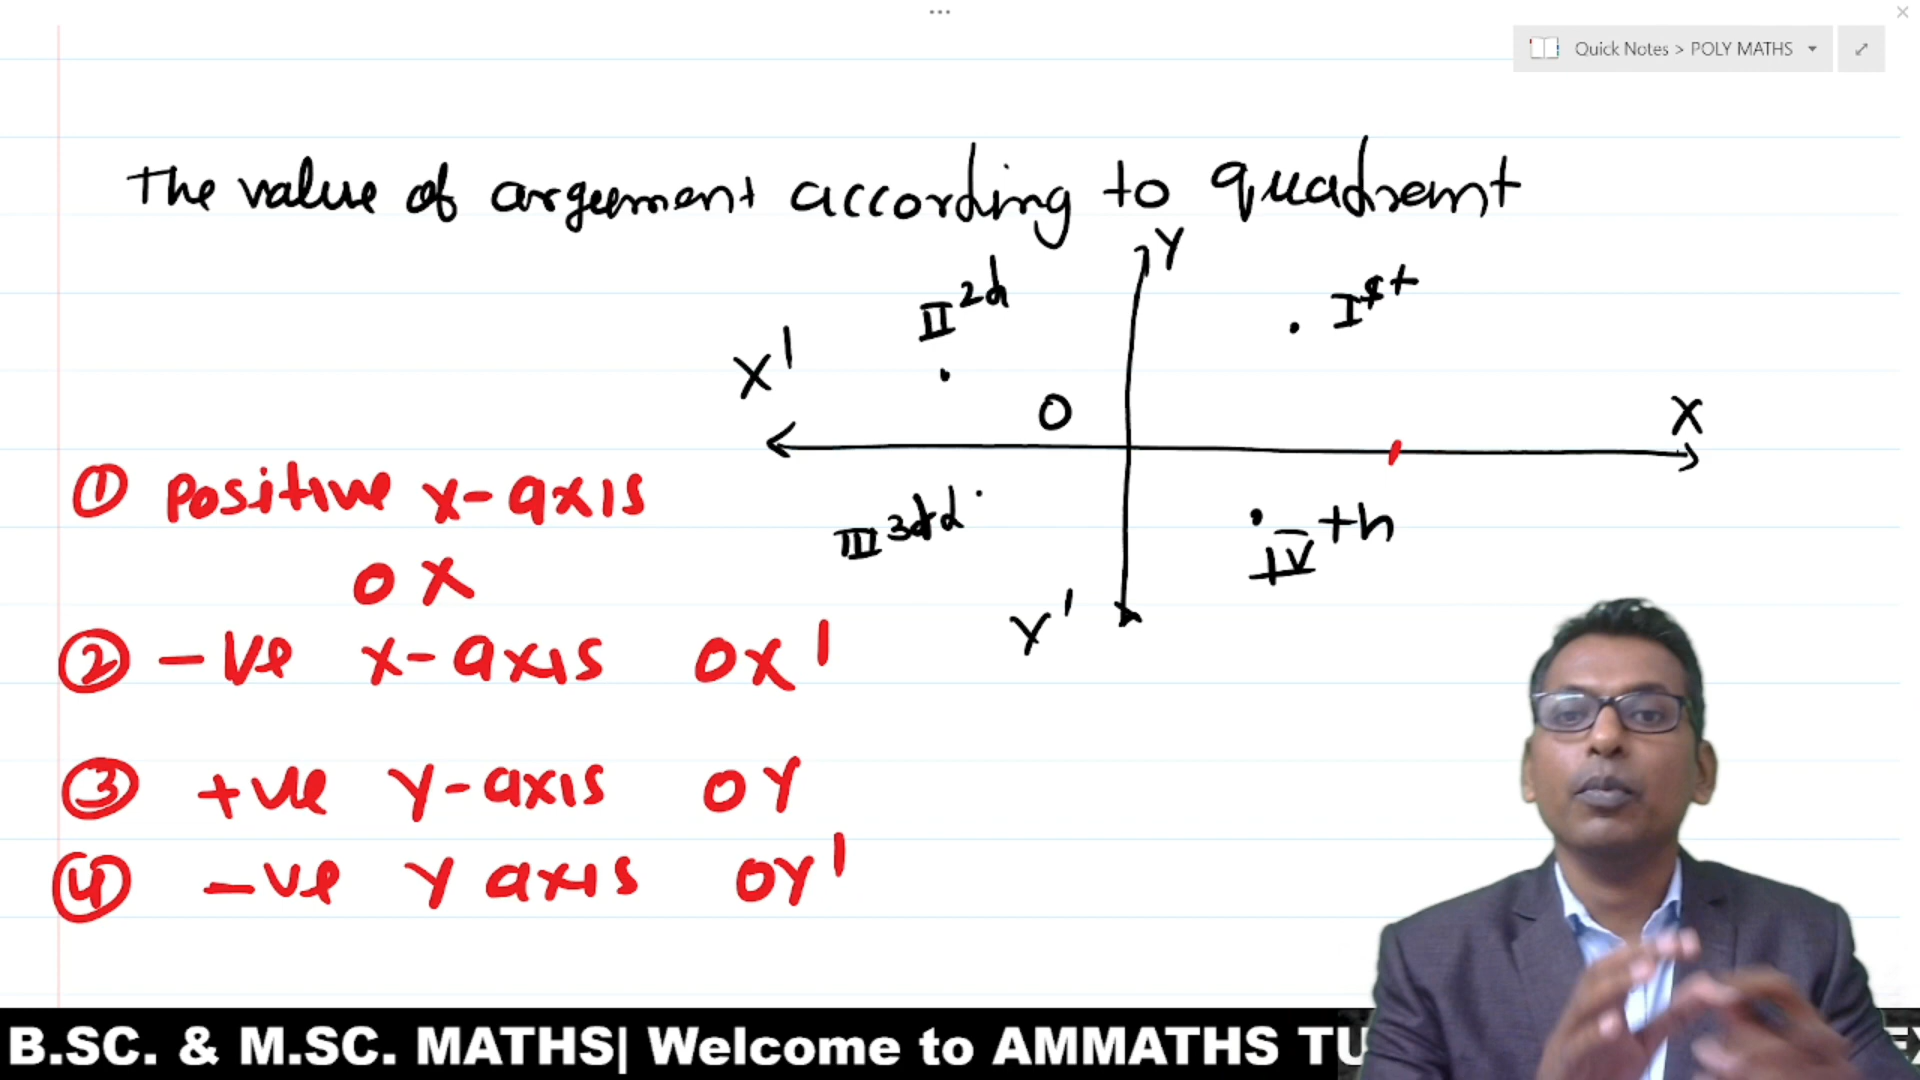 Quick Notes > POLY MATHS
The value of argeement according to quadrent
Y
II 2d
Ist
X'
O
X
① Positive x-axis
III 3rd
IV th
OX
Y'
② -ve x-axis OX'
③ +ve y-axis OY
④ -ve y axis OY'
B.SC. & M.SC. MATHS| Welcome to AMMATHS TU